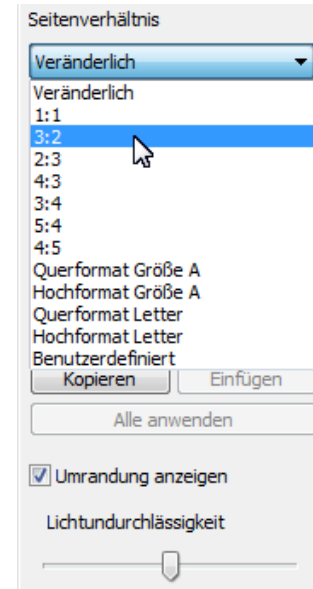 Seitenverhältnis
Veränderlich
Veränderlich
1:1
3:2
2:3
4:3
3:4
5:4
4:5
Querformat Größe A
Hochformat Größe A
Querformat Letter
Hochformat Letter
Benutzerdefiniert
Kopieren Einfügen
Alle anwenden
Umrandung anzeigen
Lichtundurchlässigkeit